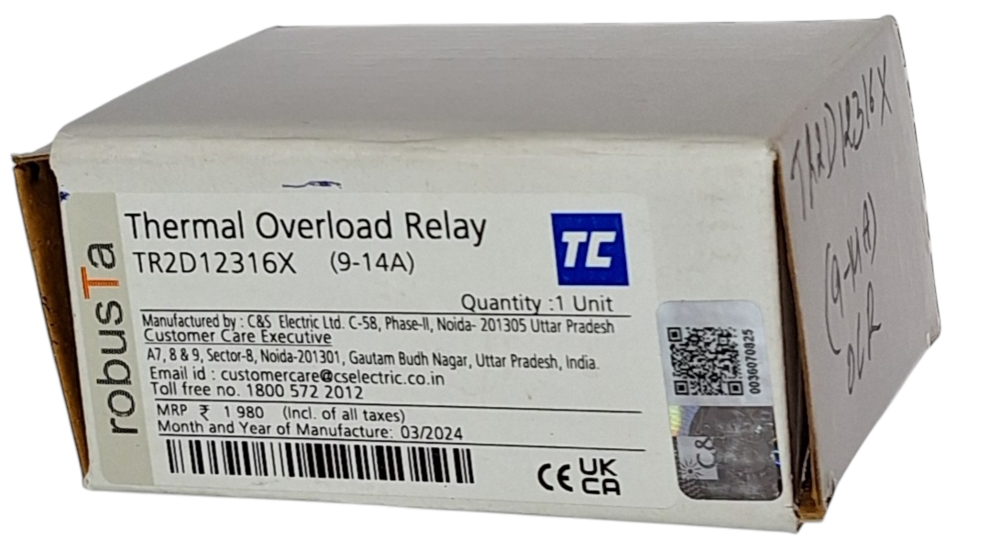 robusTa
Thermal Overload Relay
TR2D12316X (9-14A)
TC
Quantity :1 Unit
Manufactured by : C&S Electric Ltd. C-58, Phase-II, Noida- 201305 Uttar Pradesh
Customer Care Executive
A7, 8 & 9, Sector-8, Noida-201301, Gautam Budh Nagar, Uttar Pradesh, India.
Email id : customercare@cselectric.co.in
Toll free no. 1800 572 2012
MRP ₹ 1 980 (Incl. of all taxes)
Month and Year of Manufacture: 03/2024
CE UK
CA
0036070825
C&S
TR2D12316X
(9-14A)
OLR